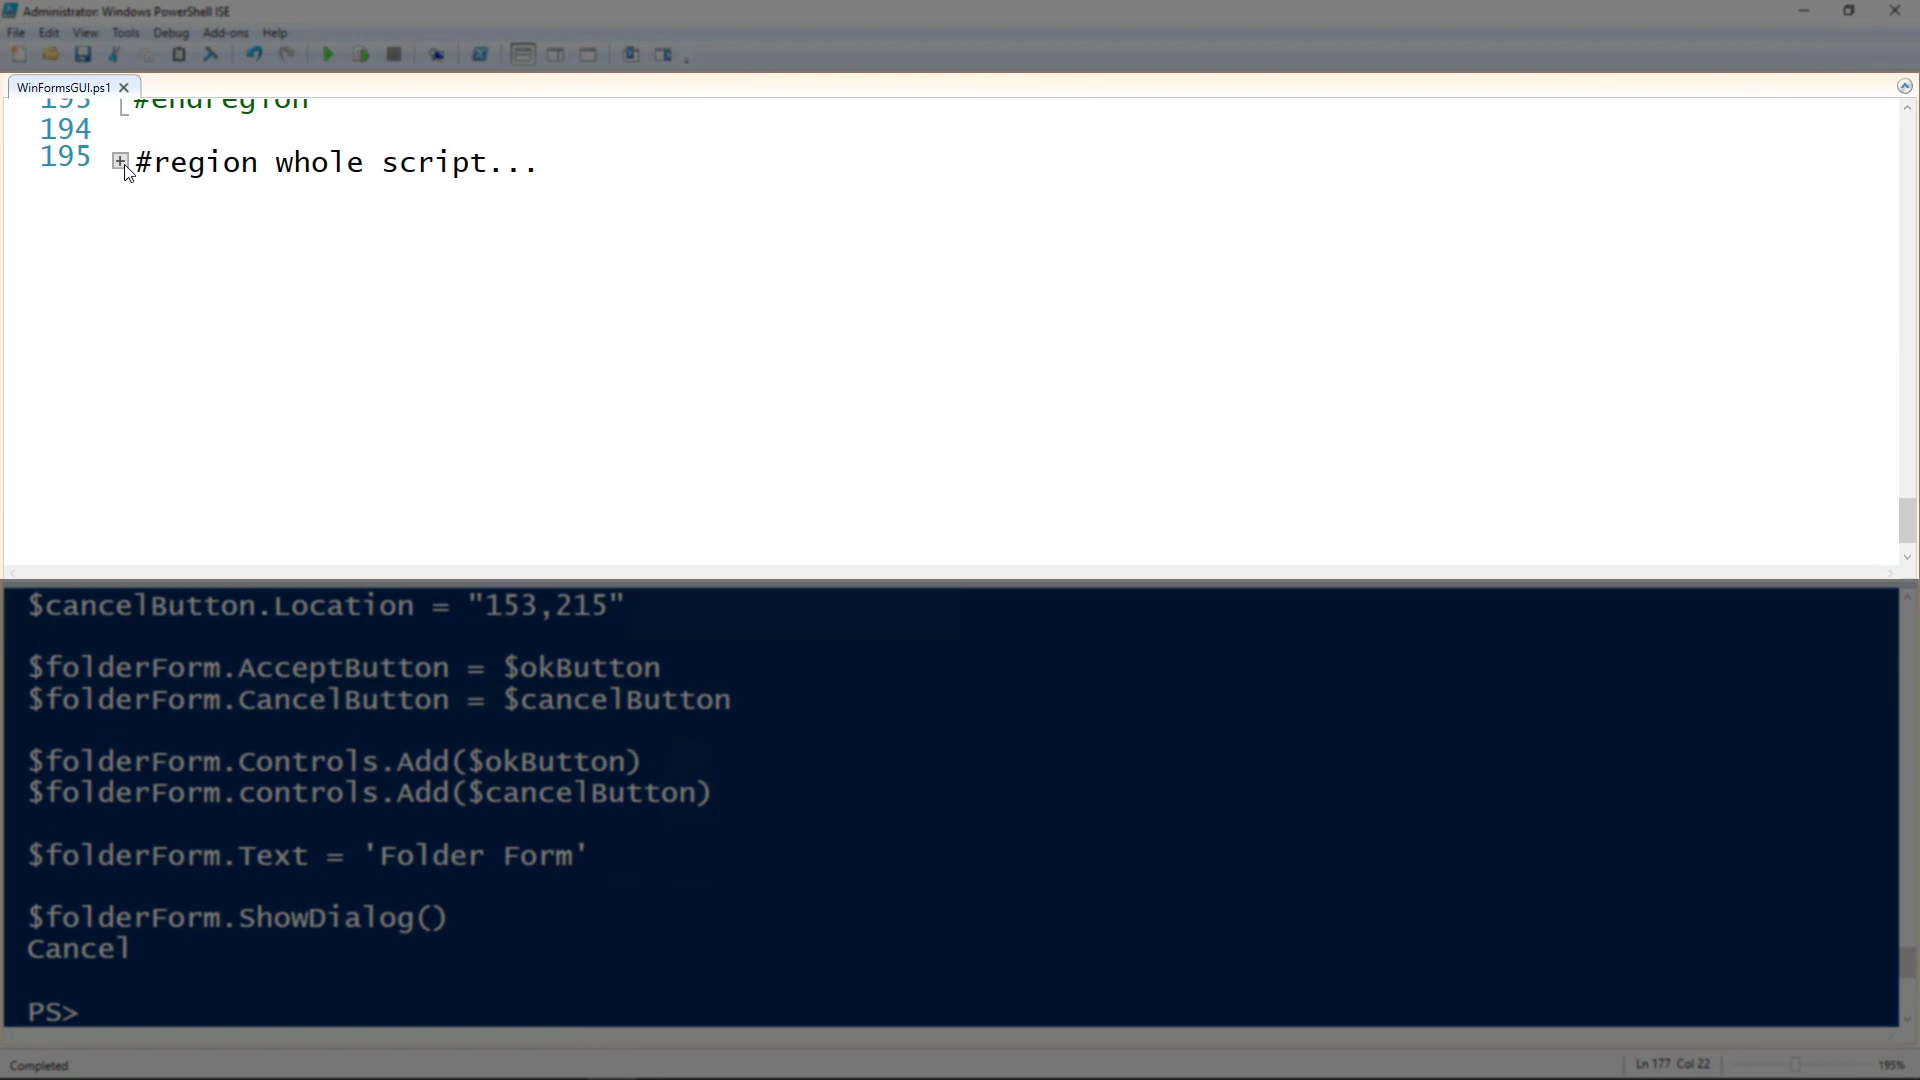 Administrator: Windows PowerShell ISE
File Edit View Tools Debug Add-ons Help
WinFormsGUI.ps1
193 #endregion
194
195 #region whole script...
$cancelButton.Location = "153,215"
$folderForm.AcceptButton = $okButton
$folderForm.CancelButton = $cancelButton
$folderForm.Controls.Add($okButton)
$folderForm.controls.Add($cancelButton)
$folderForm.Text = 'Folder Form'
$folderForm.ShowDialog()
Cancel
PS>
Completed Ln 177 Col 22 195%